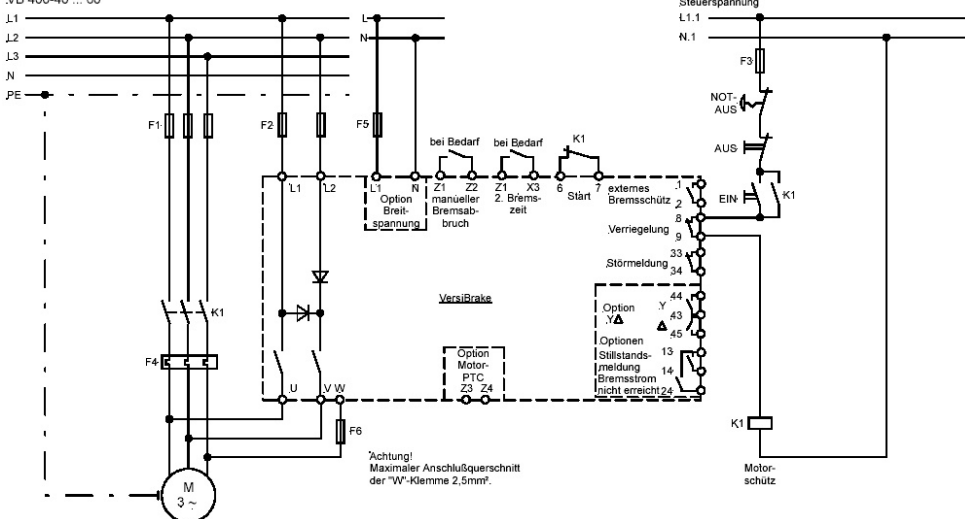 VB 400-40 ... 60
Steuerspannung
L1
L
L1.1
L2
N
N.1
L3
N
PE
F3
NOT-
AUS
F1
F2
F5
bei Bedarf
bei Bedarf
K1
AUS
L1
L2
L1
N
Z1
Z2
Z1
X3
6
7
Option
Breit-
spannung
manueller
Bremsab-
bruch
2. Brems-
zeit
Start
externes
Bremsschütz
1
2
EIN
K1
Verriegelung
8
9
Störmeldung
33
34
VersiBrake
Option
YΔ
Y
Δ
44
43
45
K1
F4
Optionen
Stillstands-
meldung
Bremsstrom
nicht erreicht
13
14
24
Option
Motor-
PTC
Z3
Z4
U
V
W
F6
K1
Achtung!
Maximaler Anschlußquerschnitt
der "W"-Klemme 2,5mm².
Motor-
schütz
M
3 ~